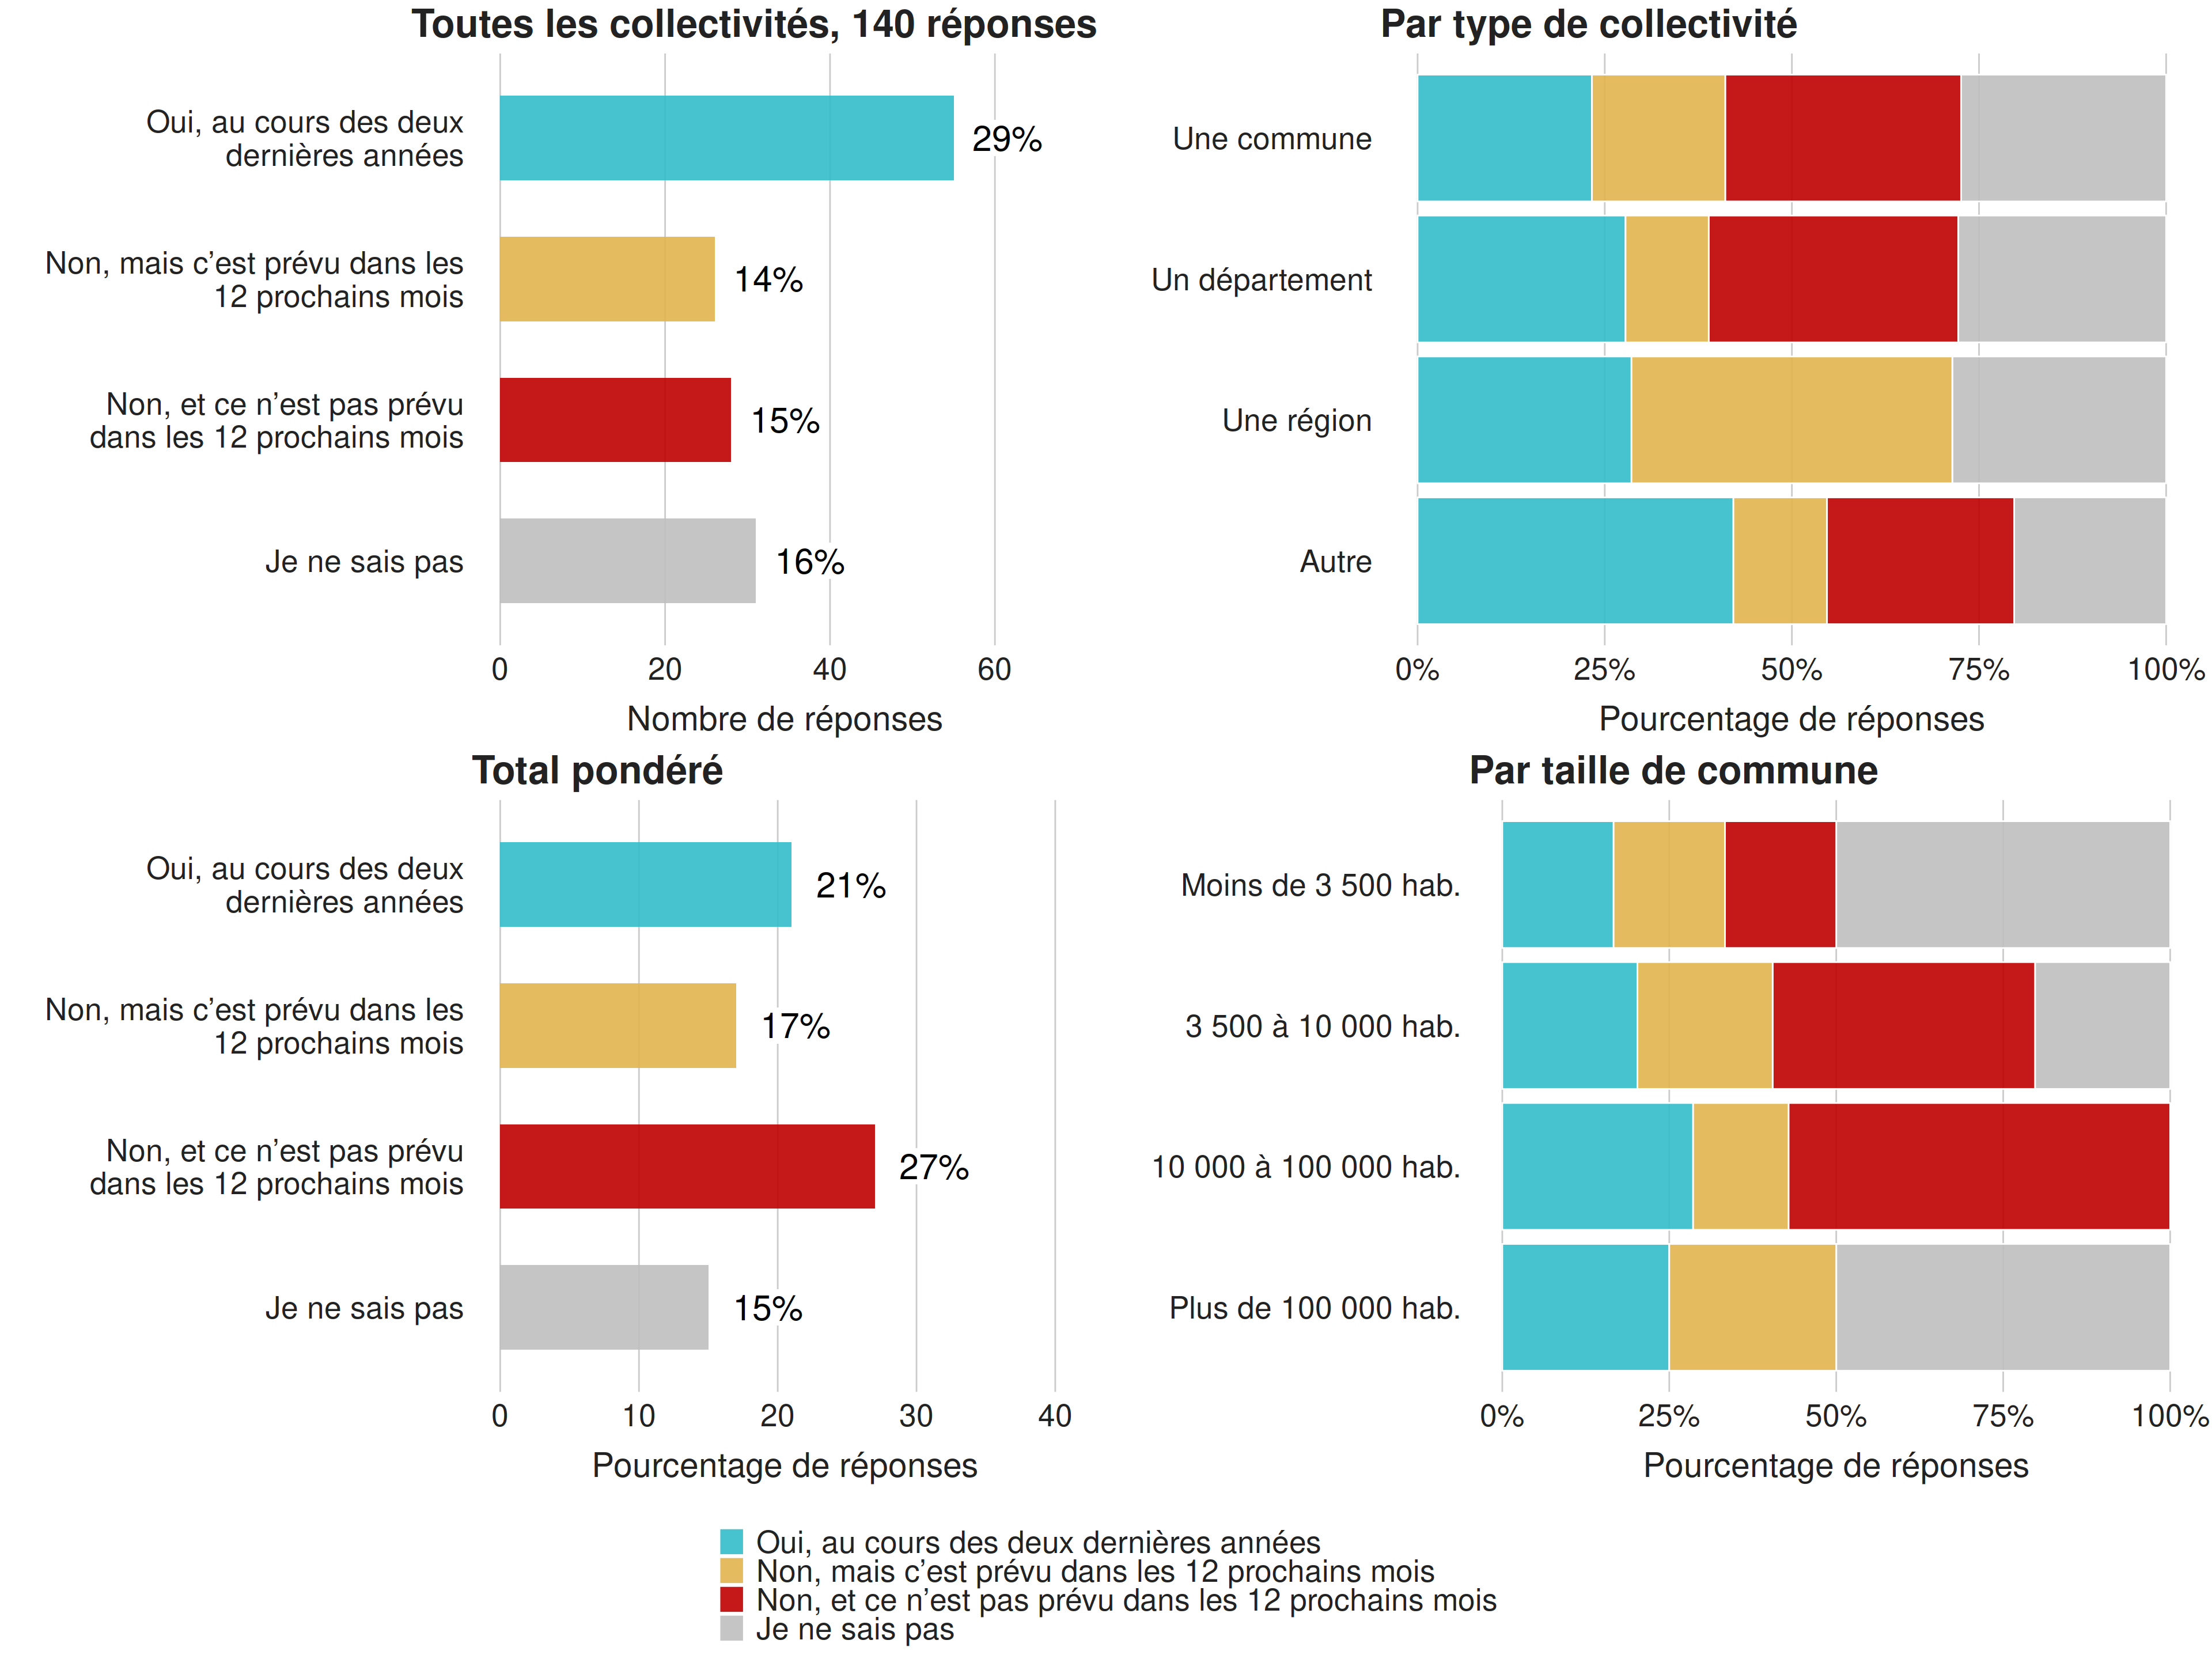 Toutes les collectivités, 140 réponses
Oui, au cours des deux
dernières années
29%
Non, mais c’est prévu dans les
12 prochains mois
14%
Non, et ce n’est pas prévu
dans les 12 prochains mois
15%
Je ne sais pas
16%
0 20 40 60
Nombre de réponses
Par type de collectivité
Une commune
Un département
Une région
Autre
0% 25% 50% 75% 100%
Pourcentage de réponses
Total pondéré
Oui, au cours des deux
dernières années
21%
Non, mais c’est prévu dans les
12 prochains mois
17%
Non, et ce n’est pas prévu
dans les 12 prochains mois
27%
Je ne sais pas
15%
0 10 20 30 40
Pourcentage de réponses
Par taille de commune
Moins de 3 500 hab.
3 500 à 10 000 hab.
10 000 à 100 000 hab.
Plus de 100 000 hab.
0% 25% 50% 75% 100%
Pourcentage de réponses
Oui, au cours des deux dernières années
Non, mais c’est prévu dans les 12 prochains mois
Non, et ce n’est pas prévu dans les 12 prochains mois
Je ne sais pas